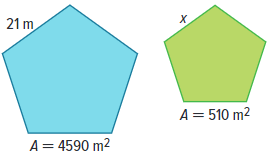 21 m
x
A = 4590 m²
A = 510 m²